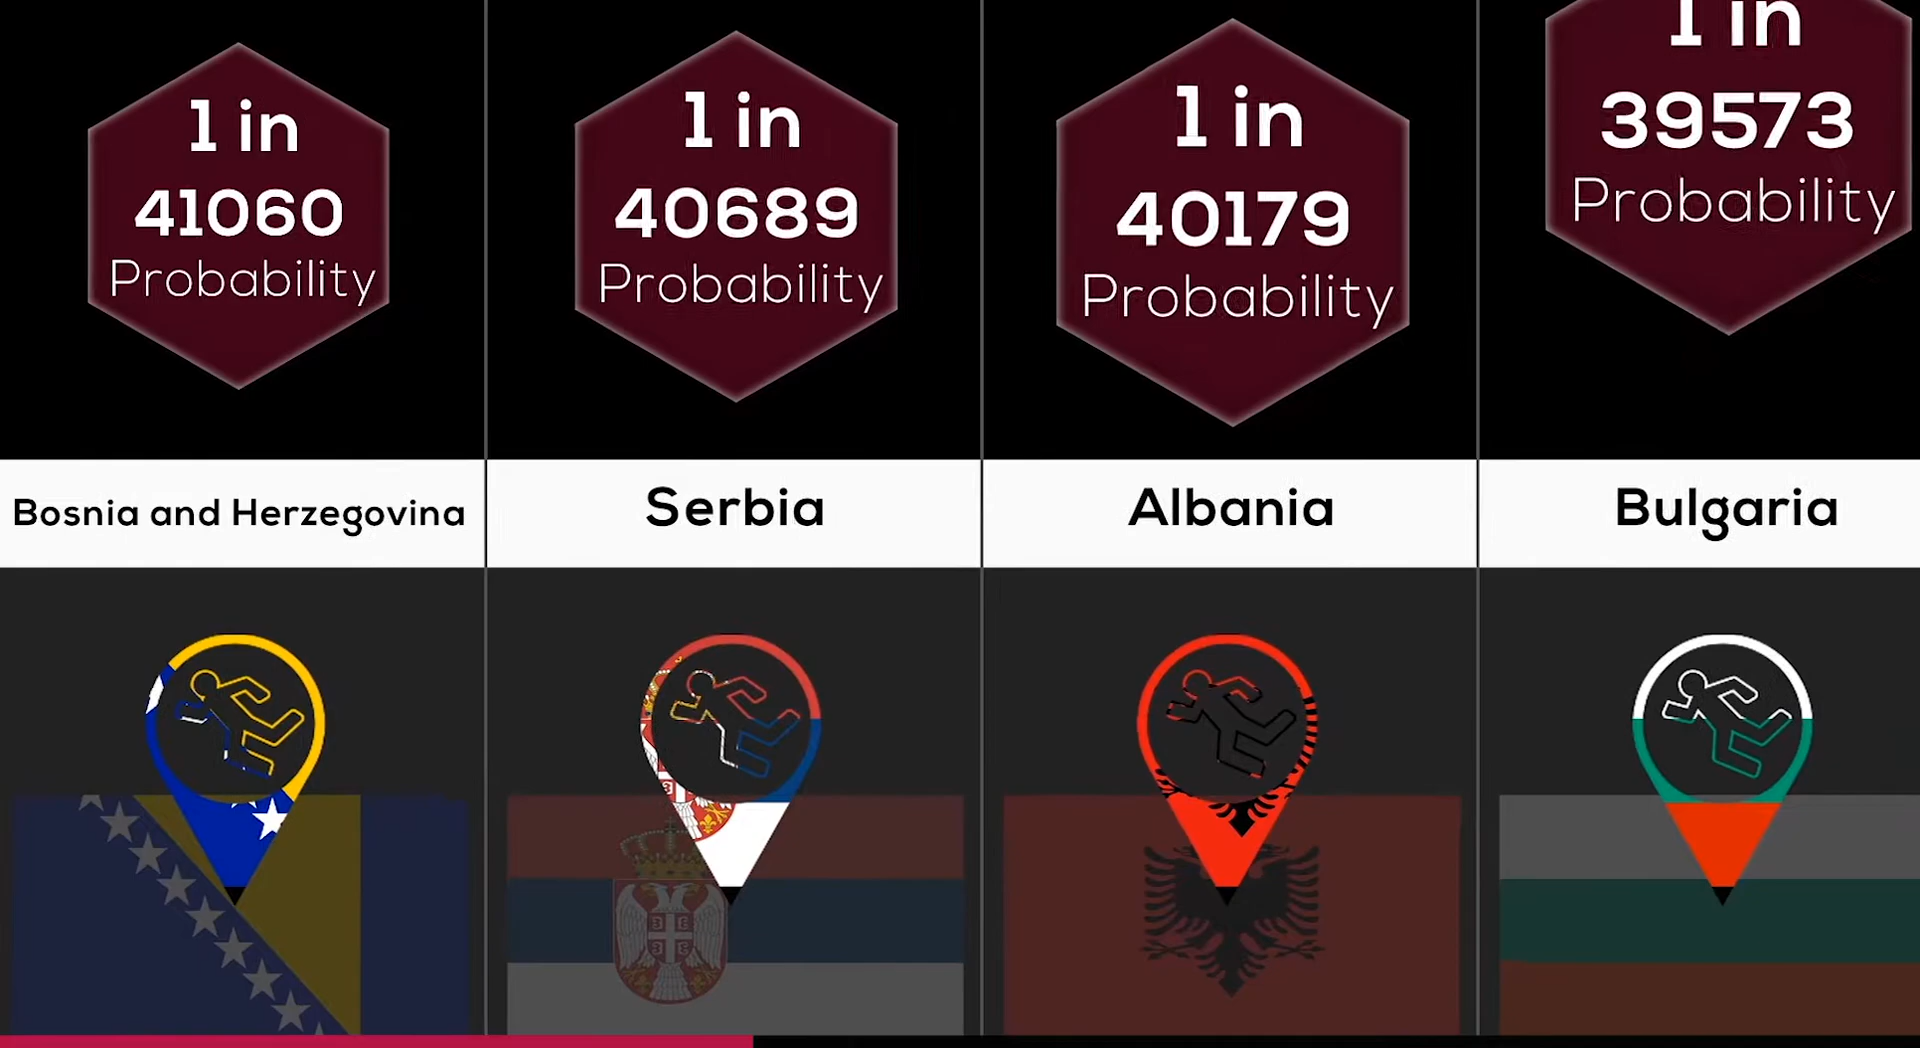 1 in
41060
Probability
1 in
40689
Probability
1 in
40179
Probability
1 in
39573
Probability
Bosnia and Herzegovina
Serbia
Albania
Bulgaria